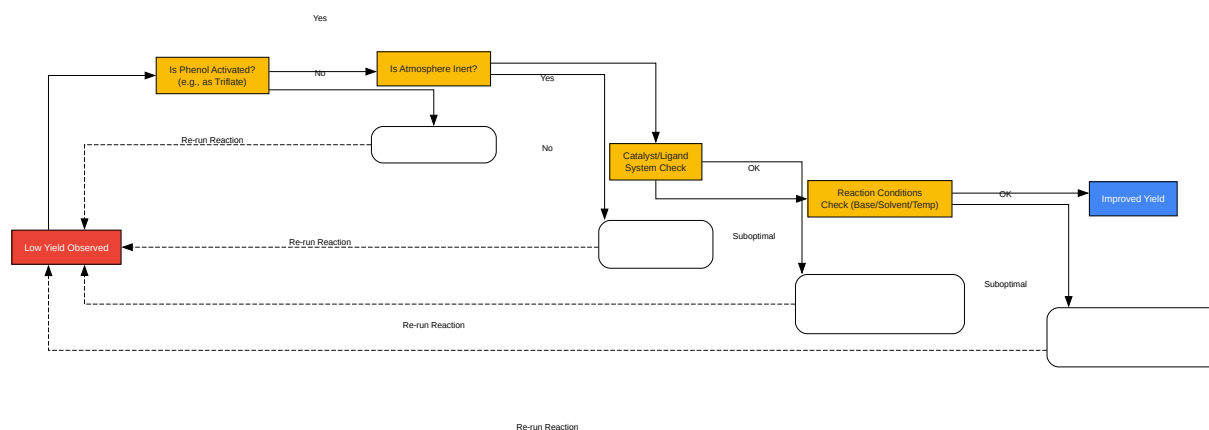 Yes
Is Phenol Activated?
(e.g., as Triflate)
No
Is Atmosphere Inert?
Yes
Re-run Reaction
No
Catalyst/Ligand
System Check
OK
Reaction Conditions
Check (Base/Solvent/Temp)
OK
Improved Yield
Low Yield Observed
Re-run Reaction
Suboptimal
Suboptimal
Re-run Reaction
Re-run Reaction